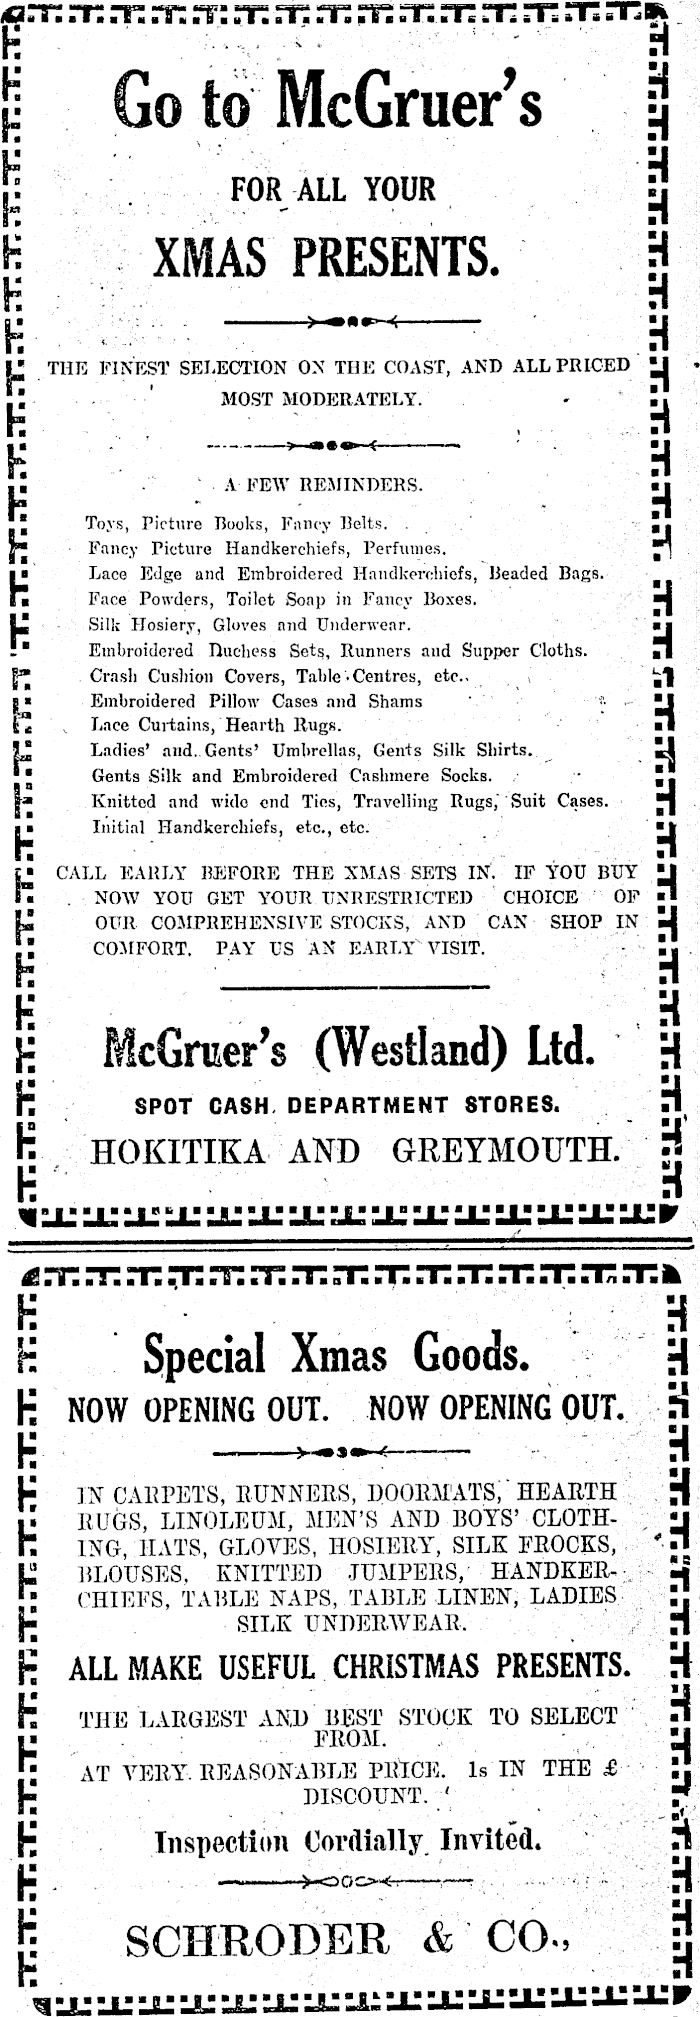 Go to McGruer's
FOR ALL YOUR
XMAS PRESENTS.
THE FINEST SELECTION ON THE COAST, AND ALL PRICED
MOST MODERATELY.
A FEW REMINDERS.
Toys, Picture Books, Fancy Belts.
Fancy Picture Handkerchiefs, Perfumes.
Lace Edge and Embroidered Handkerchiefs, Beaded Bags.
Face Powders, Toilet Soap in Fancy Boxes.
Silk Hosiery, Gloves and Underwear.
Embroidered Duchess Sets, Runners and Supper Cloths.
Crash Cushion Covers, Table Centres, etc..
Embroidered Pillow Cases and Shams
Lace Curtains, Hearth Rugs.
Ladies' and Gents' Umbrellas, Gents Silk Shirts.
Gents Silk and Embroidered Cashmere Socks.
Knitted and wide end Ties, Travelling Rugs, Suit Cases.
Initial Handkerchiefs, etc., etc.
CALL EARLY BEFORE THE XMAS SETS IN. IF YOU BUY
NOW YOU GET YOUR UNRESTRICTED CHOICE OF
OUR COMPREHENSIVE STOCKS, AND CAN SHOP IN
COMFORT. PAY US AN EARLY VISIT.
McGruer's (Westland) Ltd.
SPOT CASH DEPARTMENT STORES.
HOKITIKA AND GREYMOUTH.
Special Xmas Goods.
NOW OPENING OUT. NOW OPENING OUT.
IN CARPETS, RUNNERS, DOORMATS, HEARTH
RUGS, LINOLEUM, MEN'S AND BOYS' CLOTH-
ING, HATS, GLOVES, HOSIERY, SILK FROCKS,
BLOUSES, KNITTED JUMPERS, HANDKER-
CHIEFS, TABLE NAPS, TABLE LINEN, LADIES
SILK UNDERWEAR.
ALL MAKE USEFUL CHRISTMAS PRESENTS.
THE LARGEST AND BEST STOCK TO SELECT
FROM.
AT VERY REASONABLE PRICE. 1s IN THE £
DISCOUNT.
Inspection Cordially Invited.
SCHRODER & CO.,